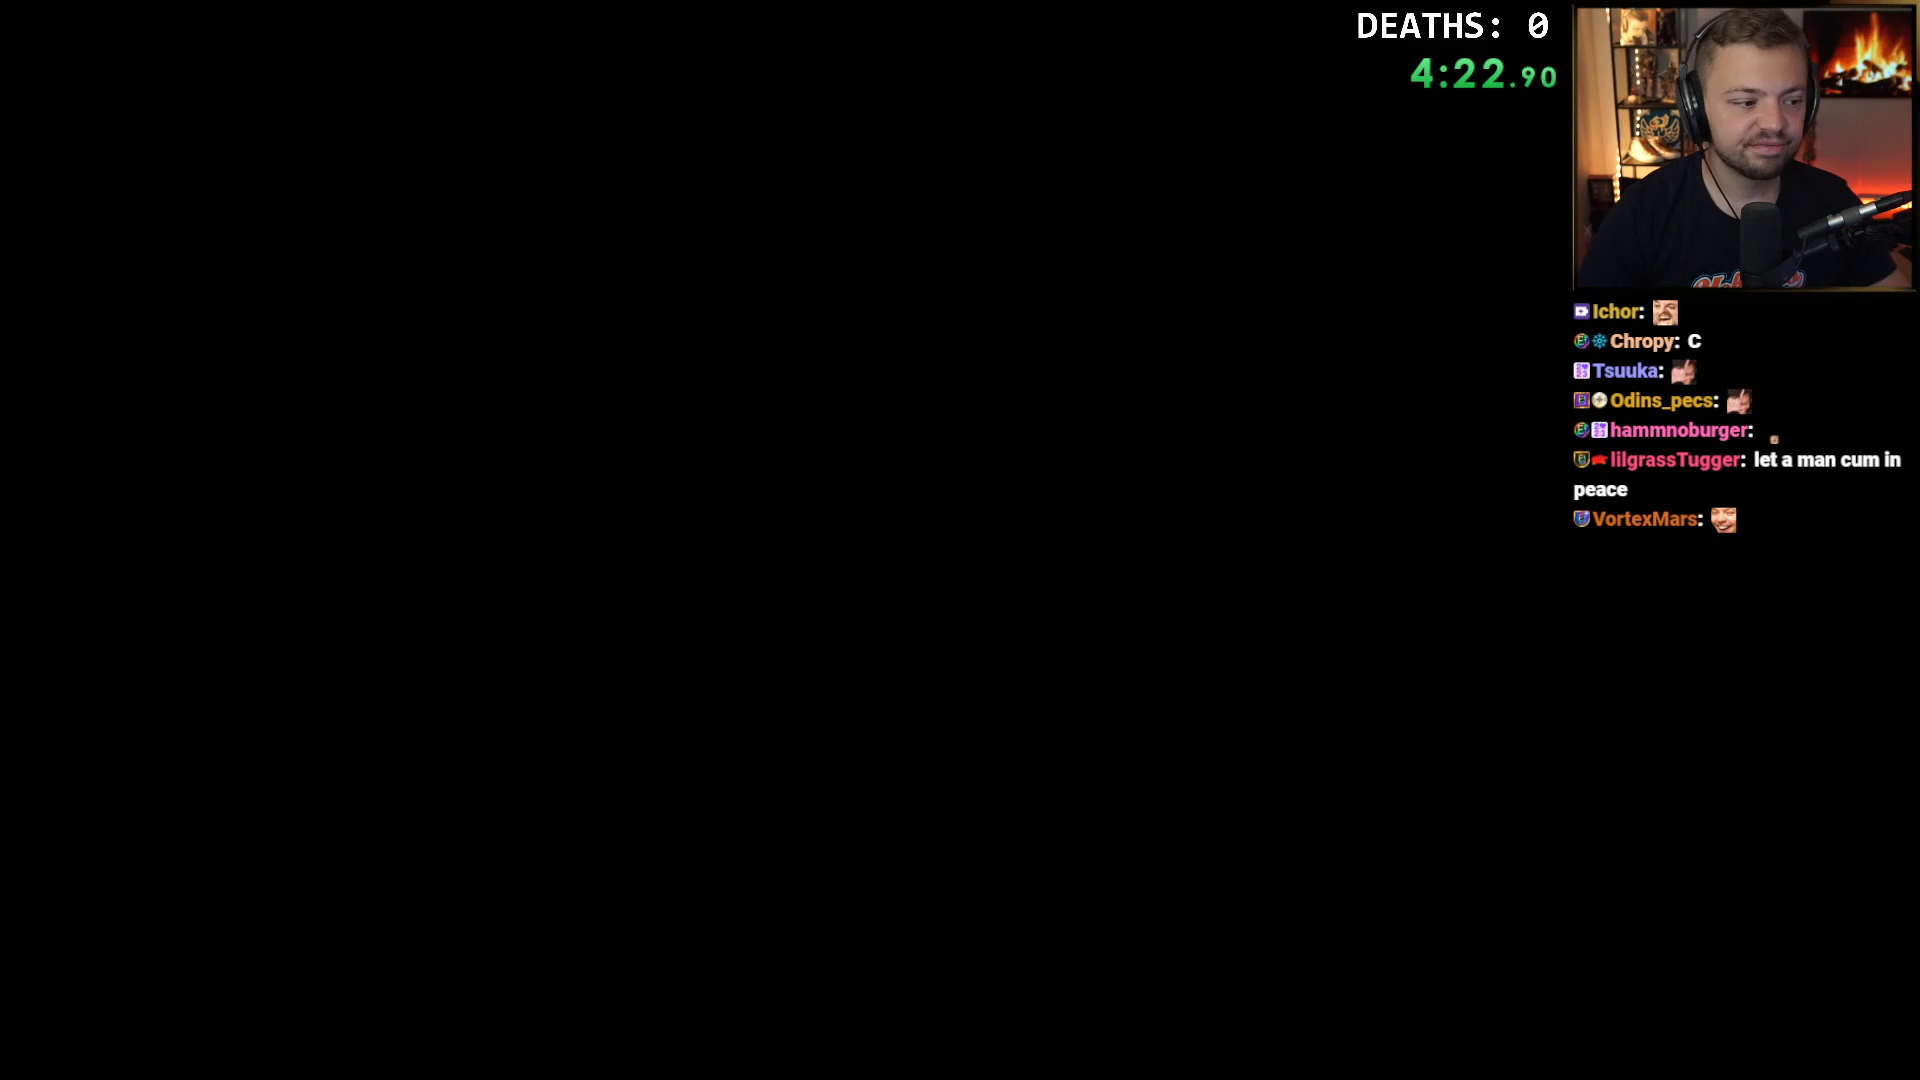 DEATHS: 0
4:22.90
Ichor:
Chropy: C
Tsuuka:
Odins_pecs:
hammnoburger:
lilgrassTugger: let a man cum in
peace
VortexMars: